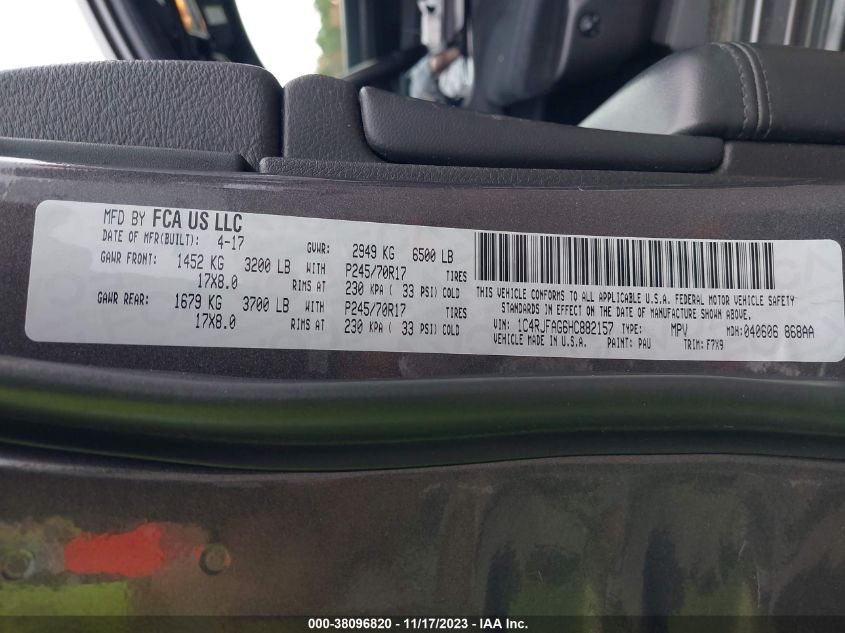 MFD BY FCA US LLC
DATE OF MFR(BUILT): 4-17 GVWR: 2949 KG 6500 LB
GAWR FRONT: 1452 KG 3200 LB WITH P245/70R17 TIRES
17X8.0 RIMS AT 230 KPA ( 33 PSI) COLD
GAWR REAR: 1679 KG 3700 LB WITH P245/70R17 TIRES
17X8.0 RIMS AT 230 KPA ( 33 PSI) COLD
THIS VEHICLE CONFORMS TO ALL APPLICABLE U.S.A. FEDERAL MOTOR VEHICLE SAFETY
STANDARDS IN EFFECT ON THE DATE OF MANUFACTURE SHOWN ABOVE.
VIN: 1C4RJFAG6HC882157 TYPE: MPV MDH: 040606 868AA
VEHICLE MADE IN U.S.A. PAINT: PAU TRIM: F7X9
000-38096820 - 11/17/2023 - IAA Inc.